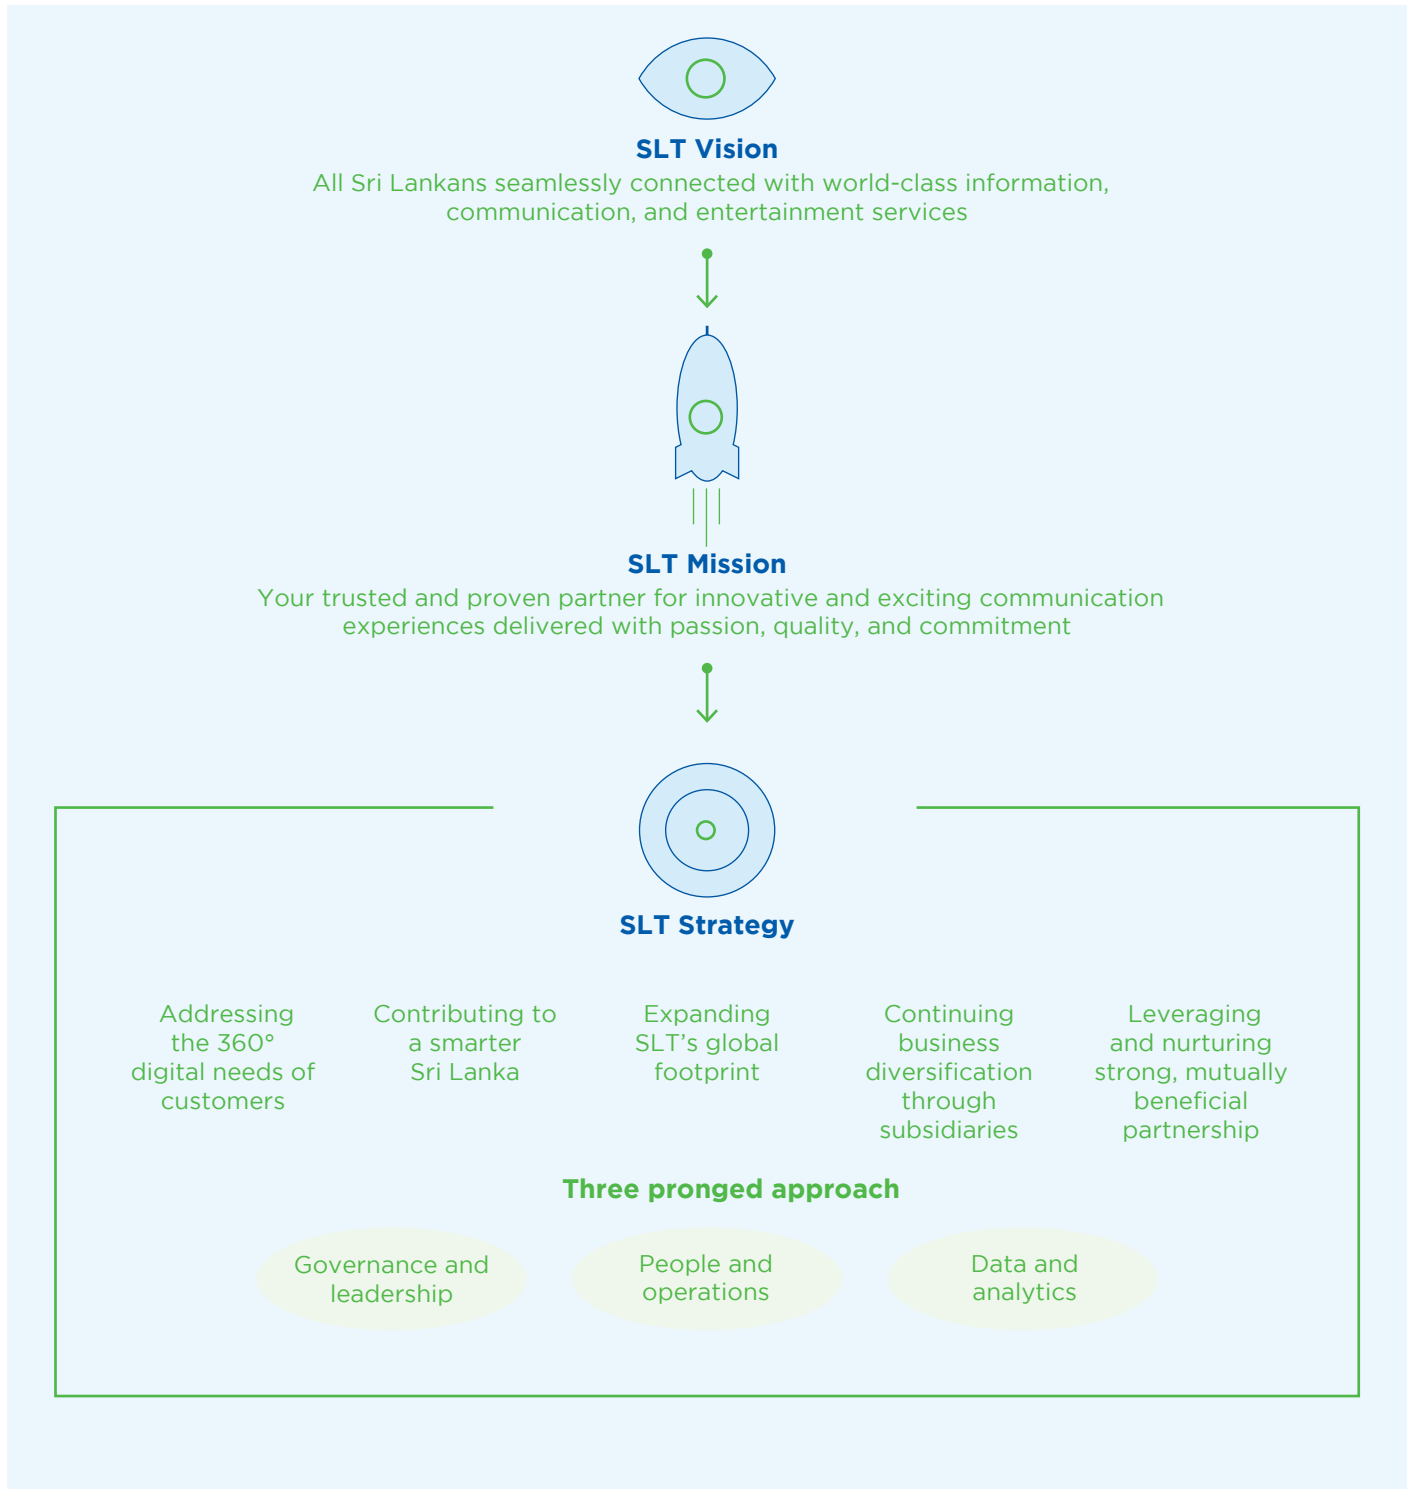 SLT Vision
All Sri Lankans seamlessly connected with world-class information,
communication, and entertainment services
SLT Mission
Your trusted and proven partner for innovative and exciting communication
experiences delivered with passion, quality, and commitment
SLT Strategy
Addressing
the 360°
digital needs of
customers
Contributing to
a smarter
Sri Lanka
Expanding
SLT’s global
footprint
Continuing
business
diversification
through
subsidiaries
Leveraging
and nurturing
strong, mutually
beneficial
partnership
Three pronged approach
Governance and
leadership
People and
operations
Data and
analytics